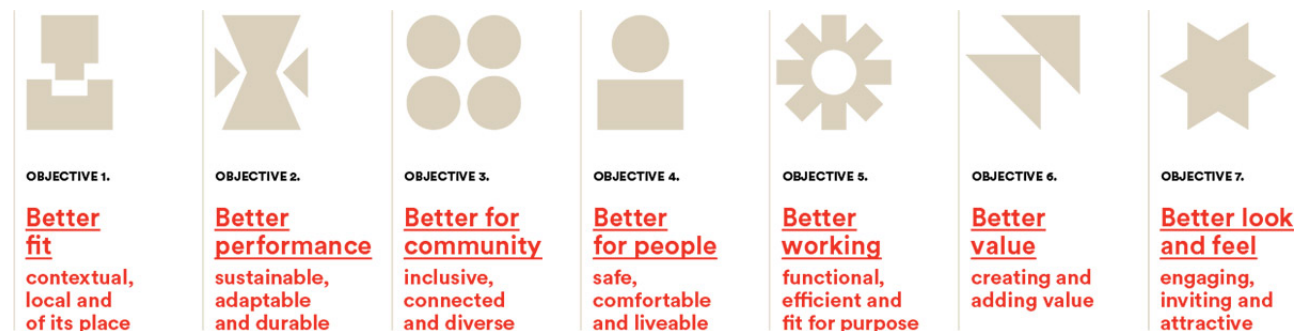 OBJECTIVE 1.
Better
fit
contextual,
local and
of its place
OBJECTIVE 2.
Better
performance
sustainable,
adaptable
and durable
OBJECTIVE 3.
Better for
community
inclusive,
connected
and diverse
OBJECTIVE 4.
Better
for people
safe,
comfortable
and liveable
OBJECTIVE 5.
Better
working
functional,
efficient and
fit for purpose
OBJECTIVE 6.
Better
value
creating and
adding value
OBJECTIVE 7.
Better look
and feel
engaging,
inviting and
attractive